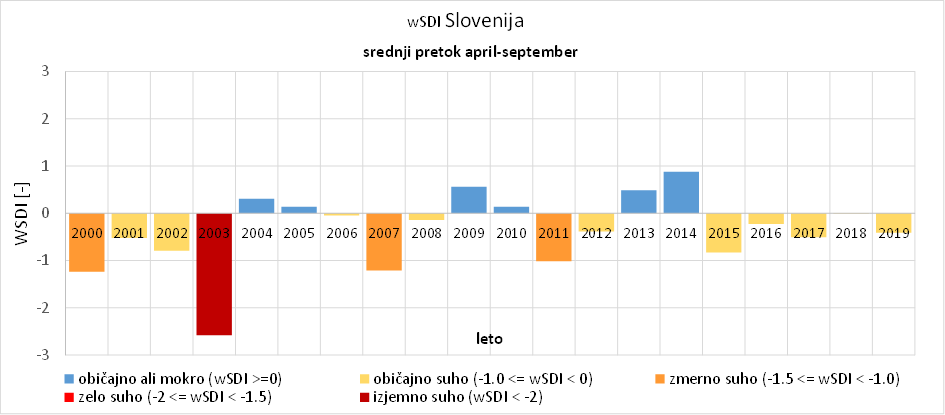 wSDI Slovenija
srednji pretok april-september
3
2
1
0
-1
-2
-3
WSDI [-]
2000 2001 2002 2003 2004 2005 2006 2007 2008 2009 2010 2011 2012 2013 2014 2015 2016 2017 2018 2019
leto
običajno ali mokro (wSDI >=0)
običajno suho (-1.0 <= wSDI < 0)
zmerno suho (-1.5 <= wSDI < -1.0)
zelo suho (-2 <= wSDI < -1.5)
izjemno suho (wSDI < -2)